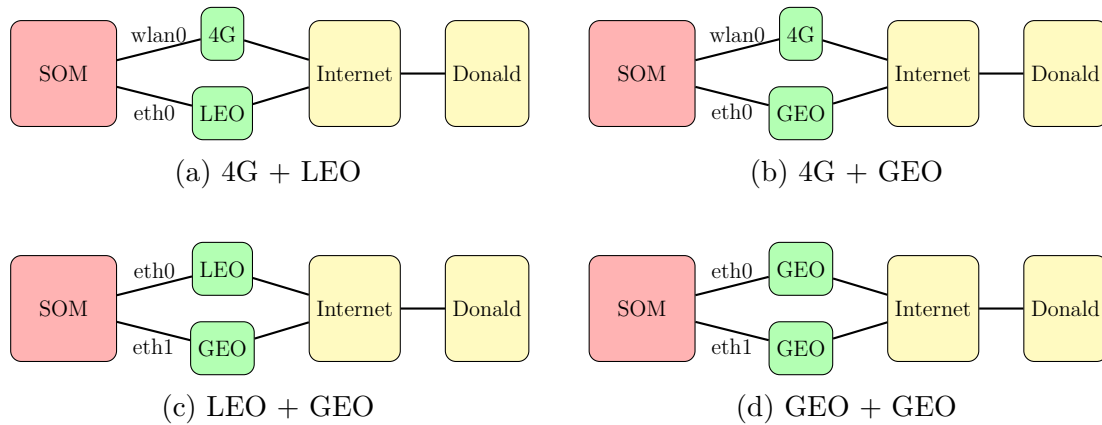 wlan0 4G
SOM Internet Donald
eth0 LEO
(a) 4G + LEO
wlan0 4G
SOM Internet Donald
eth0 GEO
(b) 4G + GEO
eth0 LEO
SOM Internet Donald
eth1 GEO
(c) LEO + GEO
eth0 GEO
SOM Internet Donald
eth1 GEO
(d) GEO + GEO